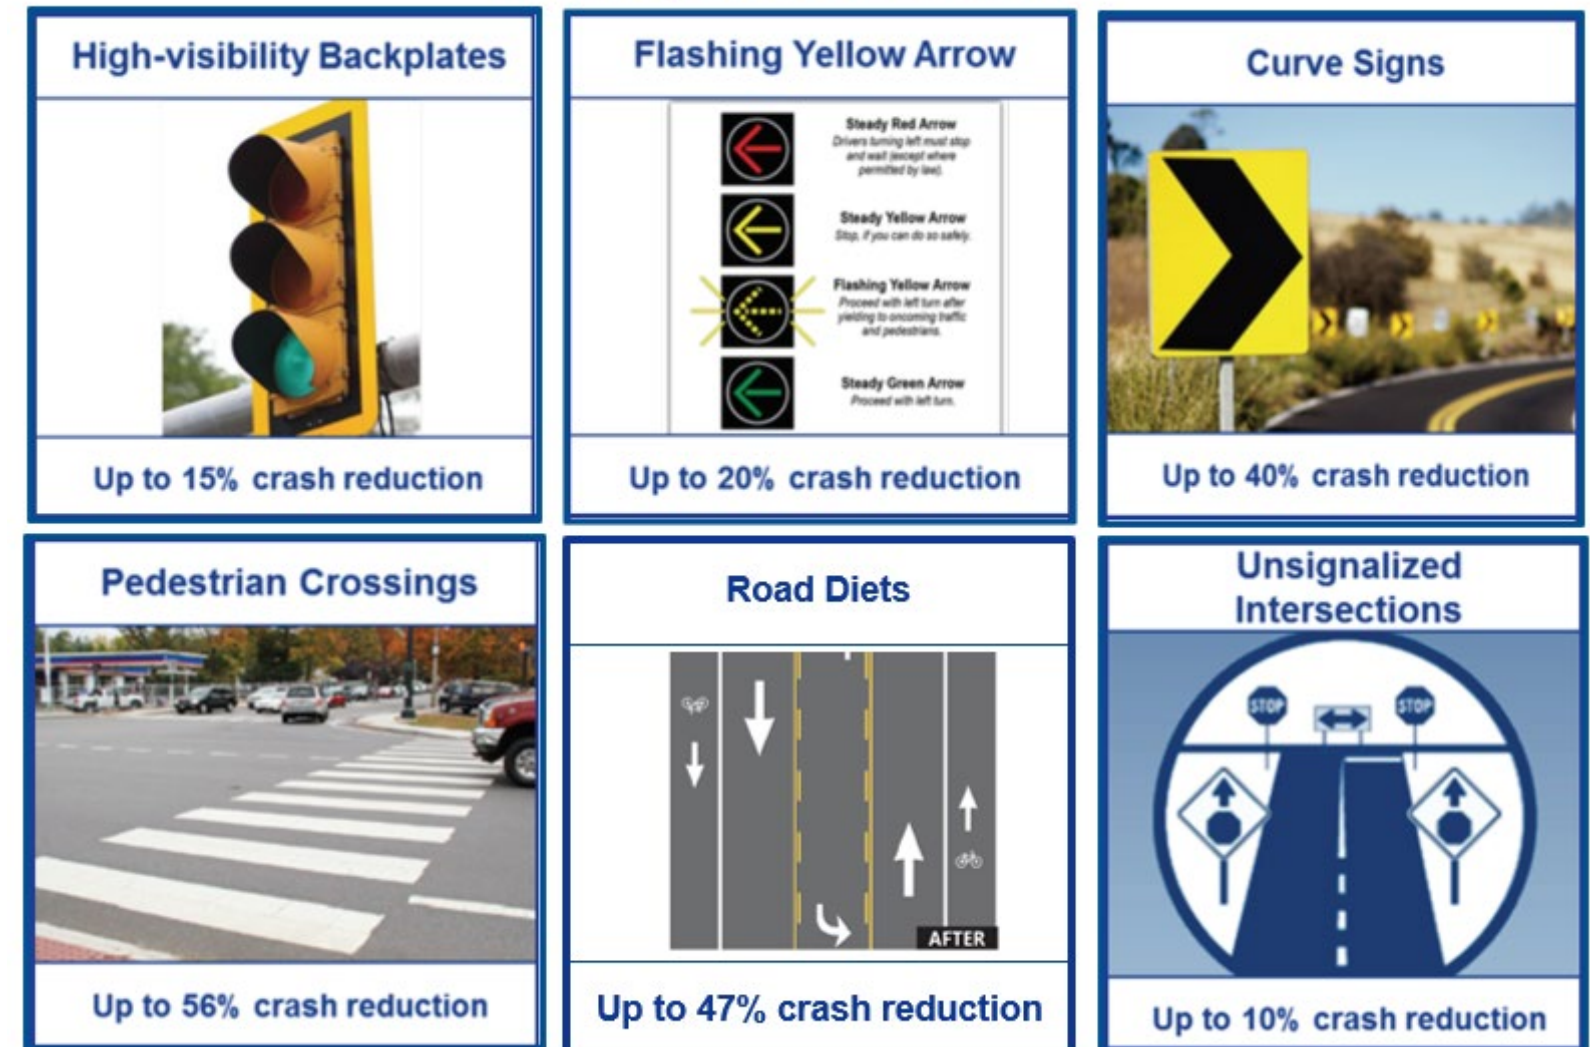 High-visibility Backplates
Up to 15% crash reduction
Flashing Yellow Arrow
Steady Red Arrow
Drivers turning left must stop
and wait (except where
permitted by law).
Steady Yellow Arrow
Stop, if you can do so safely.
Flashing Yellow Arrow
Proceed with left turn after
yielding to oncoming traffic
and pedestrians.
Steady Green Arrow
Proceed with left turn.
Up to 20% crash reduction
Curve Signs
Up to 40% crash reduction
Pedestrian Crossings
Up to 56% crash reduction
Road Diets
AFTER
Up to 47% crash reduction
Unsignalized
Intersections
STOP
STOP
Up to 10% crash reduction